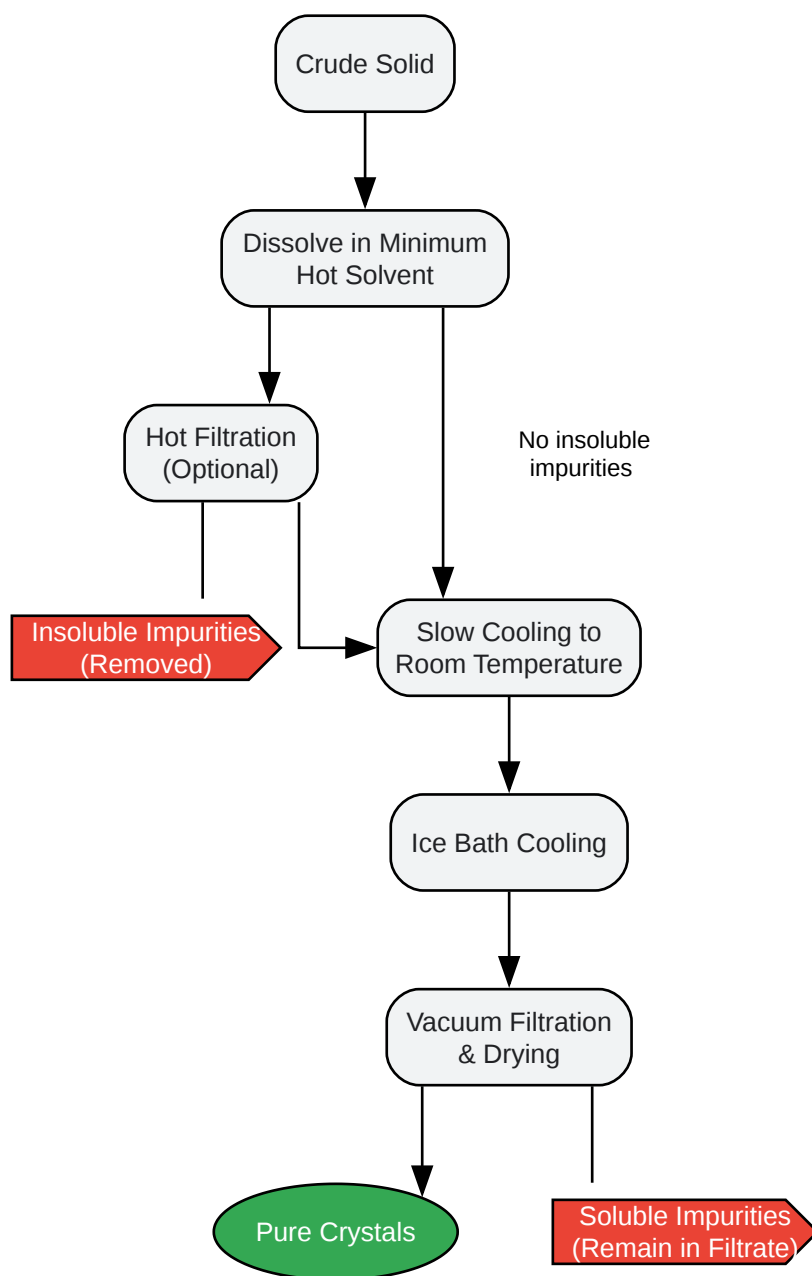 Crude Solid
Dissolve in Minimum
Hot Solvent
Hot Filtration
(Optional)
No insoluble
impurities
Insoluble Impurities
(Removed)
Slow Cooling to
Room Temperature
Ice Bath Cooling
Vacuum Filtration
& Drying
Pure Crystals
Soluble Impurities
(Remain in Filtrate)